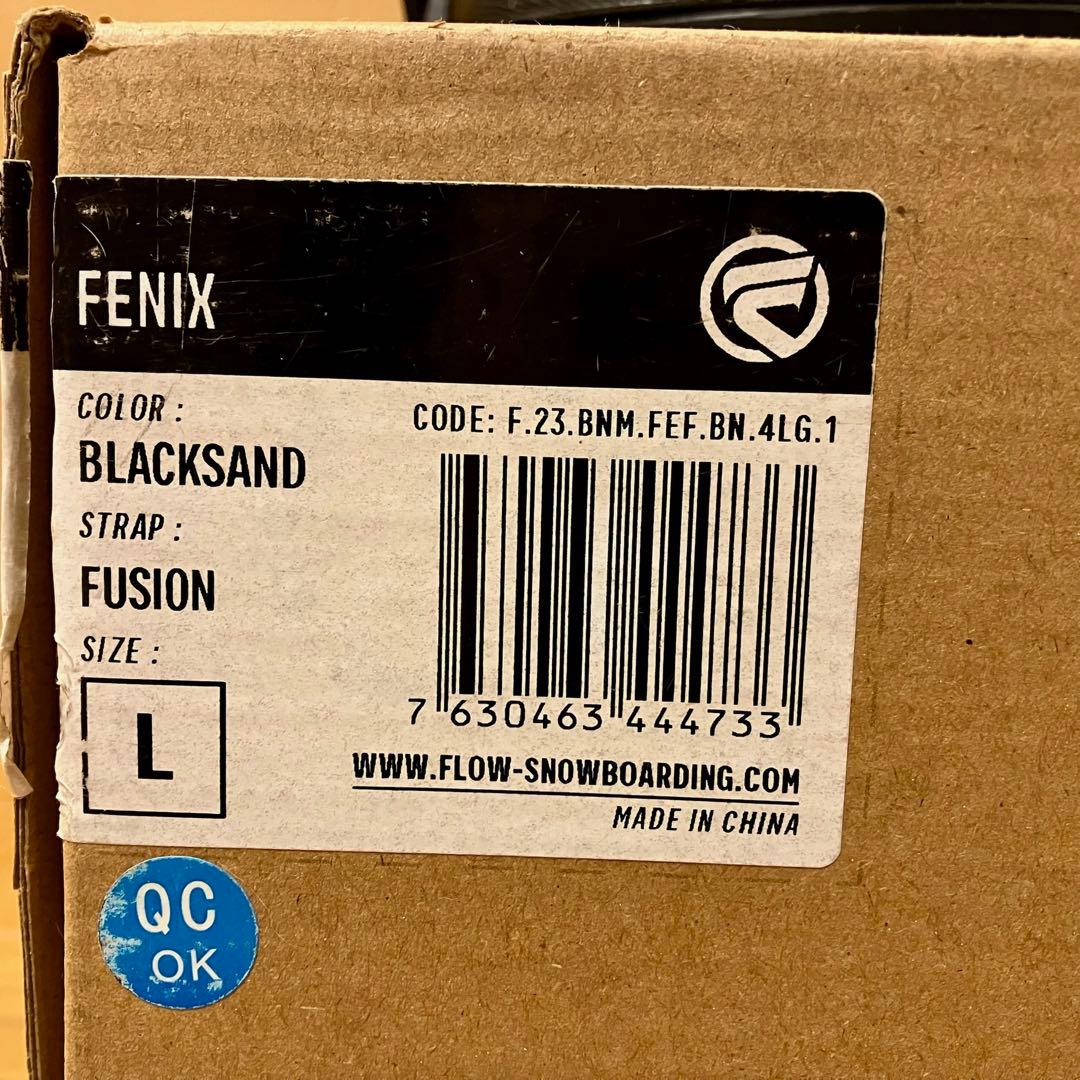 FENIX
COLOR :
BLACKSAND
STRAP :
FUSION
SIZE :
L
CODE: F.23.BNM.FEF.BN.4LG.1
7 630463 444733
WWW.FLOW-SNOWBOARDING.COM
MADE IN CHINA
QC
OK